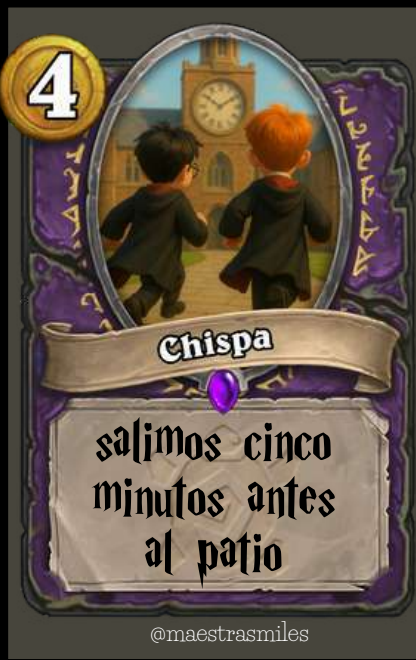 4
Chispa
salimos cinco
minutos antes
al patio
@maestrasmiles